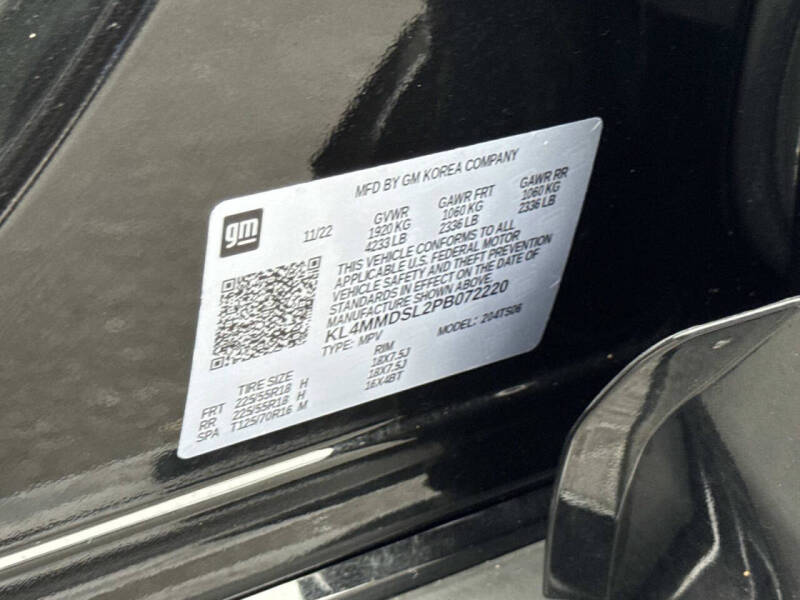 MFD BY GM KOREA COMPANY
gm
11/22
GVWR GAWR FRT GAWR RR
1920 KG 1060 KG 1060 KG
4233 LB 2336 LB 2336 LB
THIS VEHICLE CONFORMS TO ALL
APPLICABLE U.S. FEDERAL MOTOR
VEHICLE SAFETY AND THEFT PREVENTION
STANDARDS IN EFFECT ON THE DATE OF
MANUFACTURE SHOWN ABOVE.
KL4MMDSL2PB072220
TYPE: MPV MODEL: 204TS06
TIRE SIZE RIM
FRT 225/55R18 H 18X7.5J
RR 225/55R18 H 18X7.5J
SPA T125/70R16 M 16X4BT